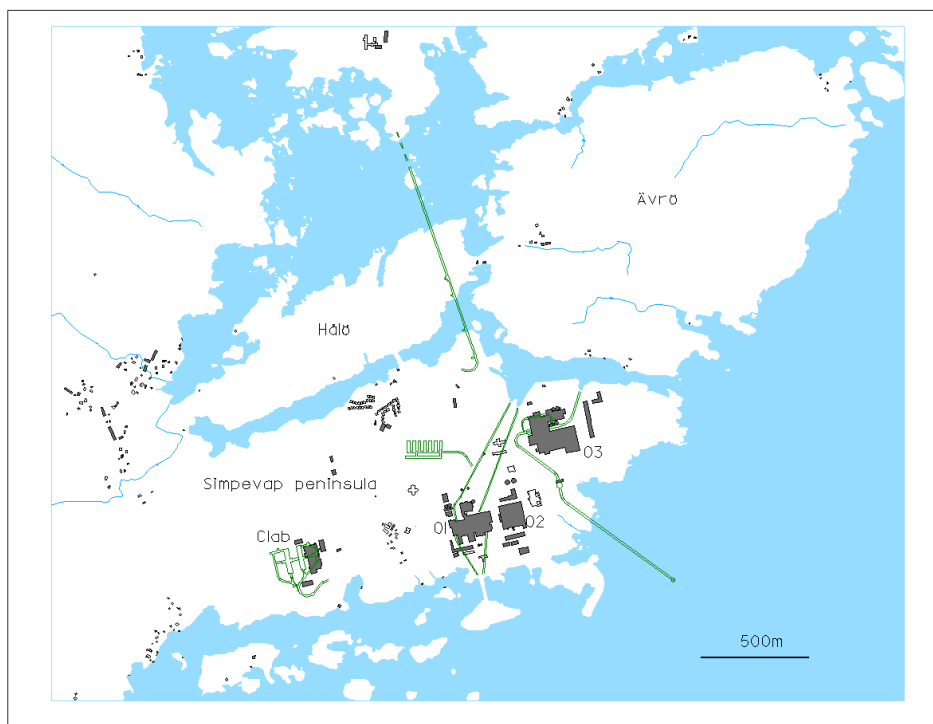 Ävrö
Hålö
O3
Simpevap peninsula
O1
O2
Clab
500m